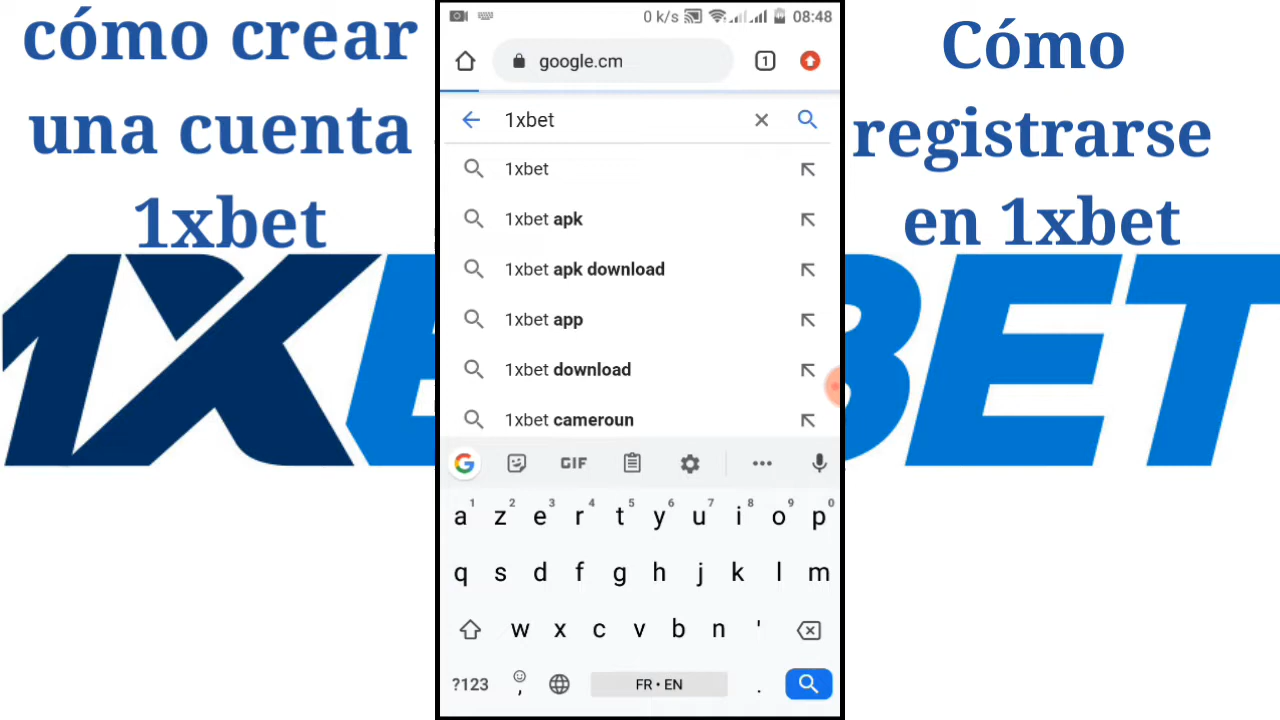 cómo crear
una cuenta
1xbet
Cómo
registrarse
en 1xbet
1XBET
0 k/s 08:48
google.cm
1
1xbet
1xbet
1xbet apk
1xbet apk download
1xbet app
1xbet download
1xbet cameroun
G GIF
1 2 3 4 5 6 7 8 9 0
a z e r t y u i o p
q s d f g h j k l m
w x c v b n '
?123 , FR • EN .